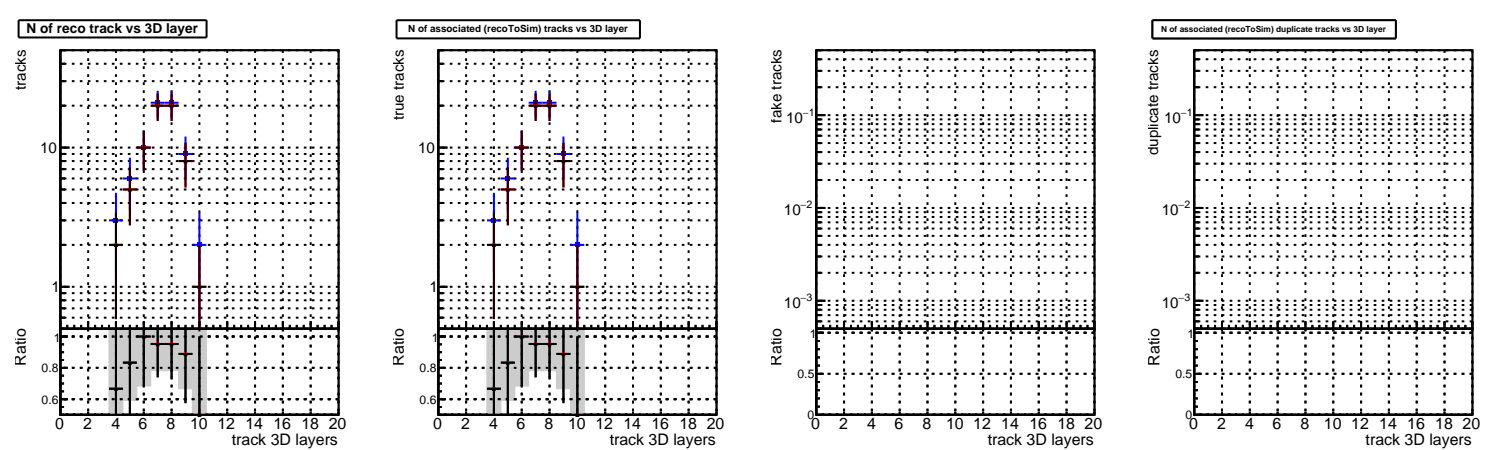 N of reco track vs 3D layer
tracks
10
1
Ratio
1
0.8
0.6
0 2 4 6 8 10 12 14 16 18 20
track 3D layers
N of associated (recoToSim) tracks vs 3D layer
true tracks
10
1
Ratio
1
0.8
0.6
0 2 4 6 8 10 12 14 16 18 20
track 3D layers
fake tracks
10−1
10−2
10−3
Ratio
1
0.5
0
0 2 4 6 8 10 12 14 16 18 20
track 3D layers
N of associated (recoToSim) duplicate tracks vs 3D layer
duplicate tracks
10−1
10−2
10−3
Ratio
1
0.5
0
0 2 4 6 8 10 12 14 16 18 20
track 3D layers